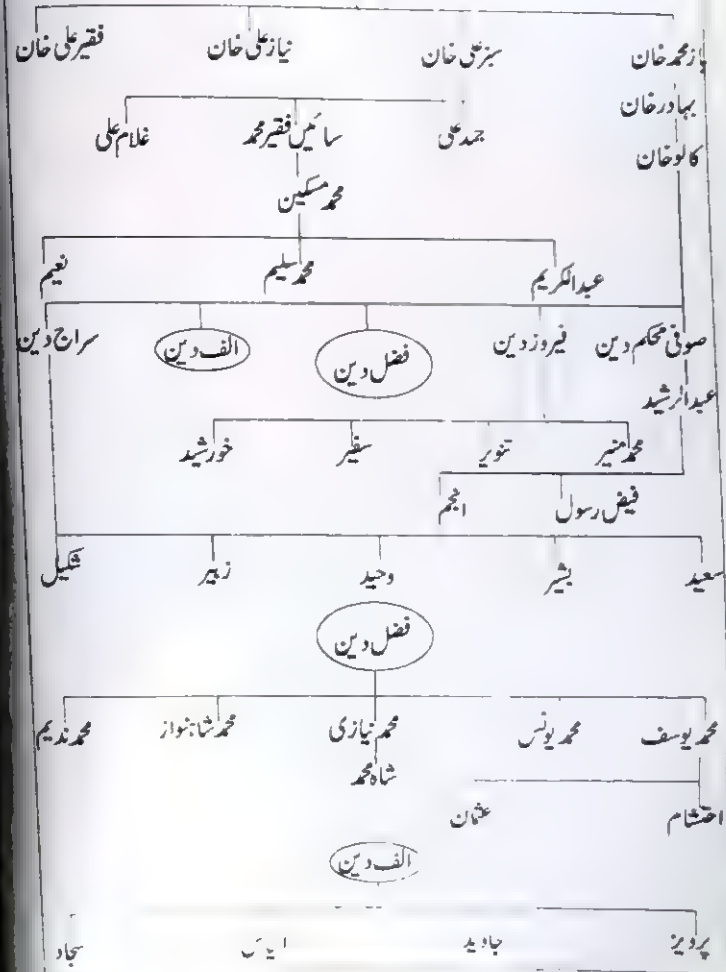 باز محمد خان سبز علی خان نیاز علی خان فقیر علی خان
بہادر خان
جمد علی سائیں فقیر محمد غلام علی
کالو خان
محمد مسکین
عبدالکریم محمد سلیم نعیم
صوفی محکم دین فیروز دین فضل دین الف دین سراج دین
عبدالرشید
محمد منیر تنویر سفیر خورشید
فیض رسول انجم
سعید بشیر وحید زبیر شکیل
فضل دین
محمد یوسف محمد یونس محمد نیازی محمد شاہنواز محمد ندیم
شاہ محمد
احتشام عثمان
الف دین
پرویز جاوید سجاد